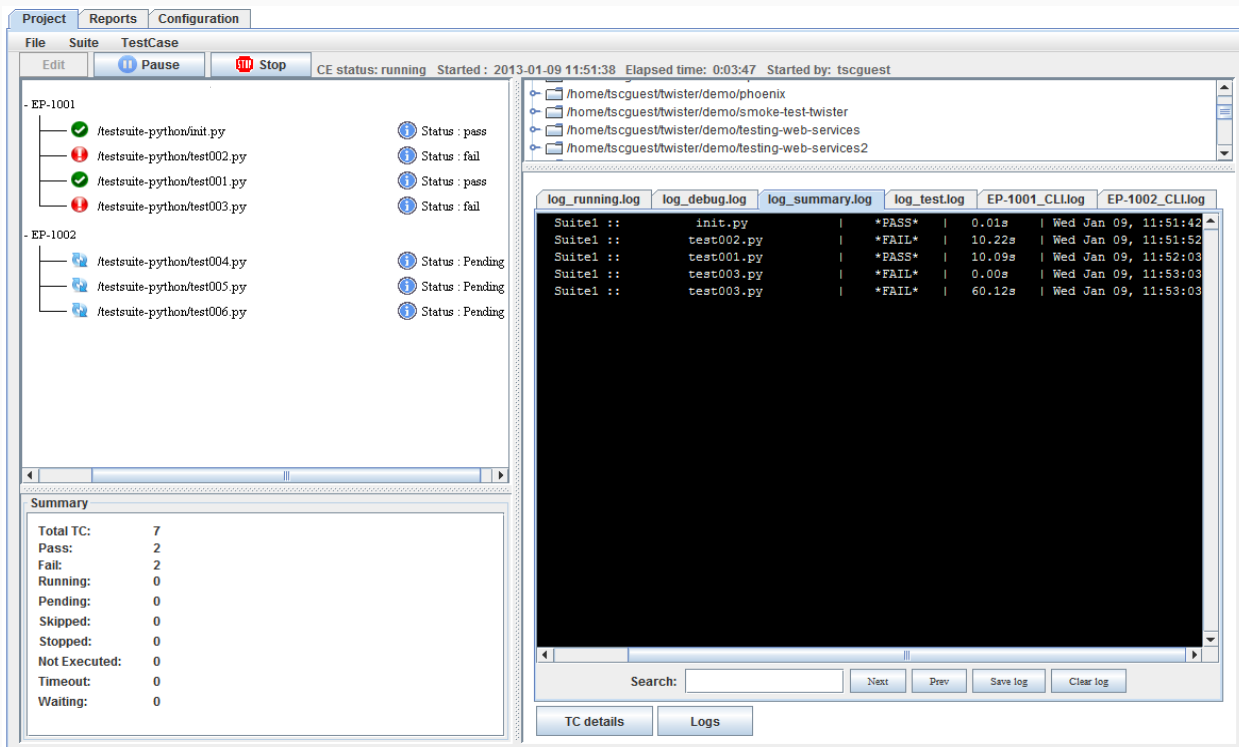 Project Reports Configuration
File Suite TestCase
Edit Pause STOP Stop CE status: running Started : 2013-01-09 11:51:38 Elapsed time: 0:03:47 Started by: tscguest
- EP-1001
/testsuite-python/init.py Status : pass
/testsuite-python/test002.py Status : fail
/testsuite-python/test001.py Status : pass
/testsuite-python/test003.py Status : fail
- EP-1002
/testsuite-python/test004.py Status : Pending
/testsuite-python/test005.py Status : Pending
/testsuite-python/test006.py Status : Pending
Summary
Total TC: 7
Pass: 2
Fail: 2
Running: 0
Pending: 0
Skipped: 0
Stopped: 0
Not Executed: 0
Timeout: 0
Waiting: 0
/home/tscguest/twister/demo/phoenix
/home/tscguest/twister/demo/smoke-test-twister
/home/tscguest/twister/demo/testing-web-services
/home/tscguest/twister/demo/testing-web-services2
log_running.log log_debug.log log_summary.log log_test.log EP-1001_CLI.log EP-1002_CLI.log
Suite1 :: init.py | *PASS* | 0.01s | Wed Jan 09, 11:51:42
Suite1 :: test002.py | *FAIL* | 10.22s | Wed Jan 09, 11:51:52
Suite1 :: test001.py | *PASS* | 10.09s | Wed Jan 09, 11:52:03
Suite1 :: test003.py | *FAIL* | 0.00s | Wed Jan 09, 11:53:03
Suite1 :: test003.py | *FAIL* | 60.12s | Wed Jan 09, 11:53:03
Search: Next Prev Save log Clear log
TC details Logs